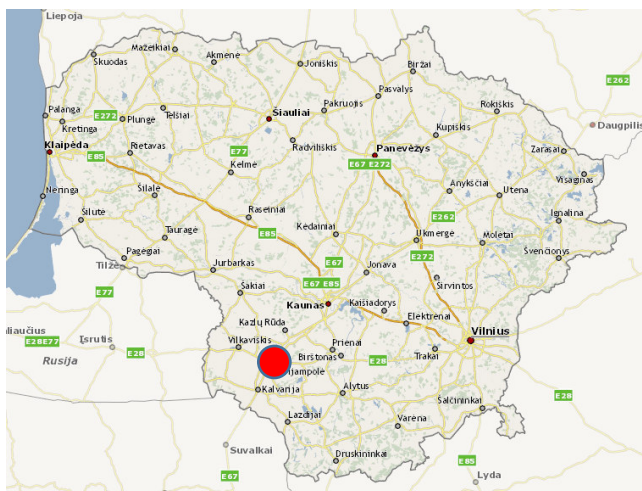 Liepoja
Mažeikiai
Skuodas
Akmenė
Joniškis
Biržai
E262
Palanga
E272
Plungė
Telšiai
Šiauliai
Pakruojis
Pasvalys
Rokiškis
Kretinga
Daugpilis
Klaipėda
E85
Rietavas
E77
Radviliškis
Panevėžys
E67 E272
Kupiškis
Zarasai
Kelmė
Visaginas
Neringa
Šilalė
Anykščiai
Utena
Šilutė
Raseiniai
E262
Ignalina
Tauragė
E85
Kėdainiai
Ukmergė
Molėtai
Pagėgiai
E272
Švenčionys
Tilžė
Jurbarkas
E67
Jonava
E77
Šakiai
E67 E85
Širvintos
Kaunas
Kaišiadorys
Elektrėnai
Kazlų Rūda
Vilnius
E28E77
Įsrutis
Vilkaviškis
Prienai
E28
Birštonas
E28
Trakai
Rusija
ijampolė
Kalvarija
Alytus
E28
Šalčininkai
Lazdijai
Varėna
Suvalkai
Druskininkai
E85
E67
Lyda